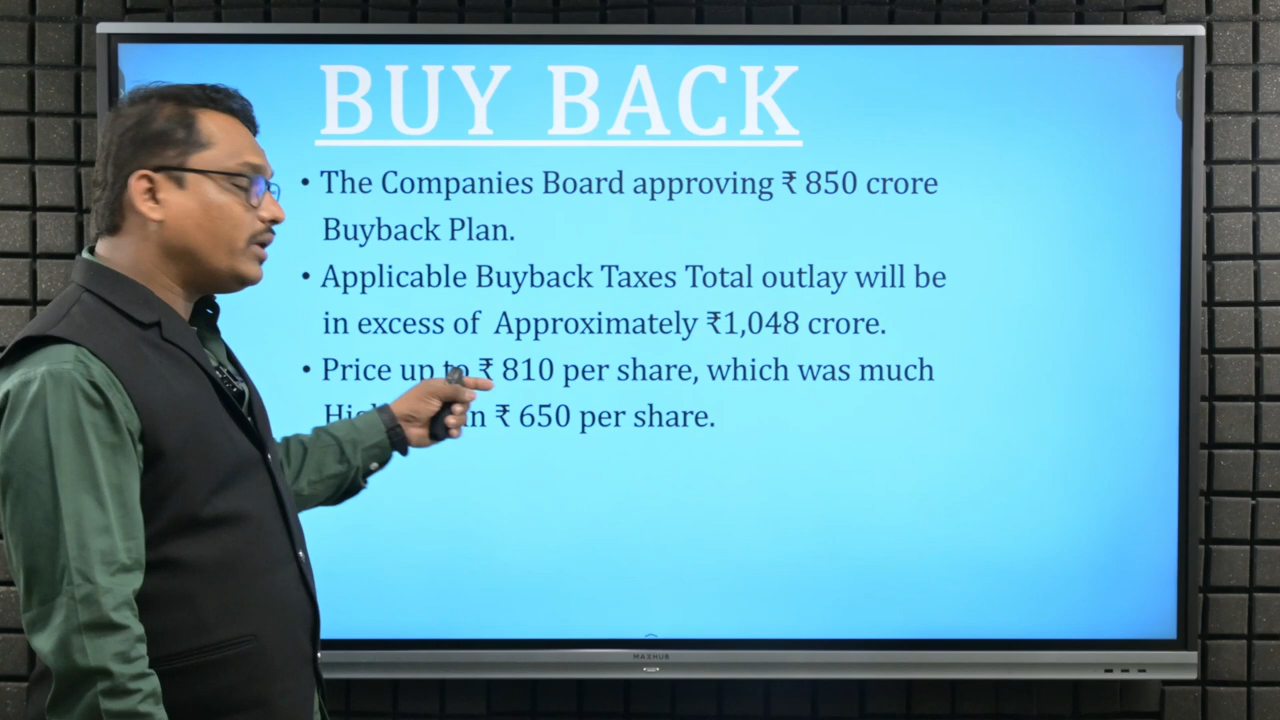 BUY BACK
• The Companies Board approving ₹ 850 crore
Buyback Plan.
• Applicable Buyback Taxes Total outlay will be
in excess of Approximately ₹1,048 crore.
• Price up to ₹ 810 per share, which was much
₹ 650 per share.
MAXHUB